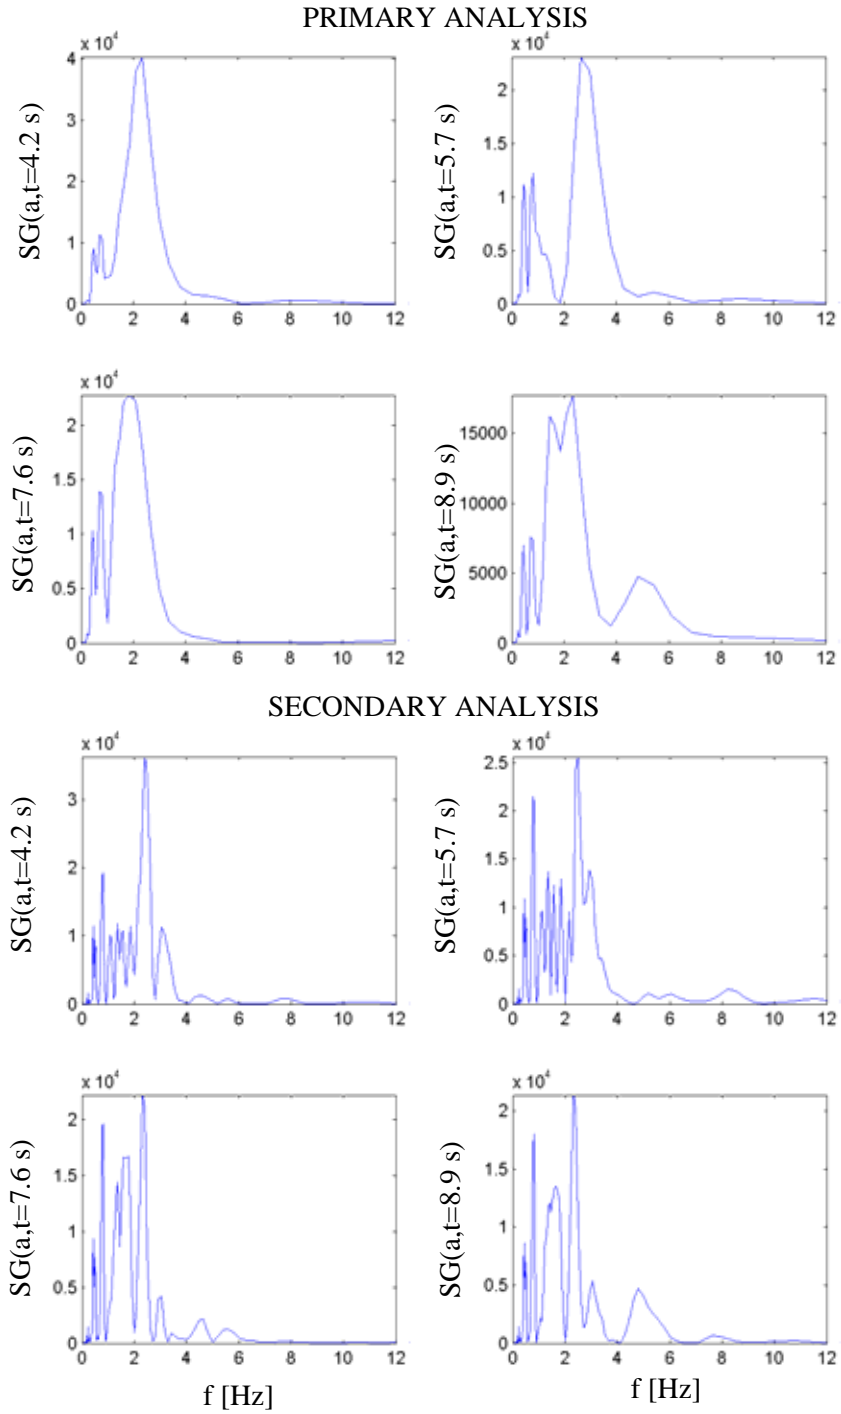 PRIMARY ANALYSIS
x 10^4
SG(a,t=4.2 s)
4
3
2
1
0
0 2 4 6 8 10 12
x 10^4
SG(a,t=5.7 s)
2
1.5
1
0.5
0
0 2 4 6 8 10 12
x 10^4
SG(a,t=7.6 s)
2
1.5
1
0.5
0
0 2 4 6 8 10 12
SG(a,t=8.9 s)
15000
10000
5000
0
0 2 4 6 8 10 12
SECONDARY ANALYSIS
x 10^4
SG(a,t=4.2 s)
3
2
1
0
0 2 4 6 8 10 12
x 10^4
SG(a,t=5.7 s)
2.5
2
1.5
1
0.5
0
0 2 4 6 8 10 12
x 10^4
SG(a,t=7.6 s)
2
1.5
1
0.5
0
0 2 4 6 8 10 12
f [Hz]
x 10^4
SG(a,t=8.9 s)
2
1.5
1
0.5
0
0 2 4 6 8 10 12
f [Hz]